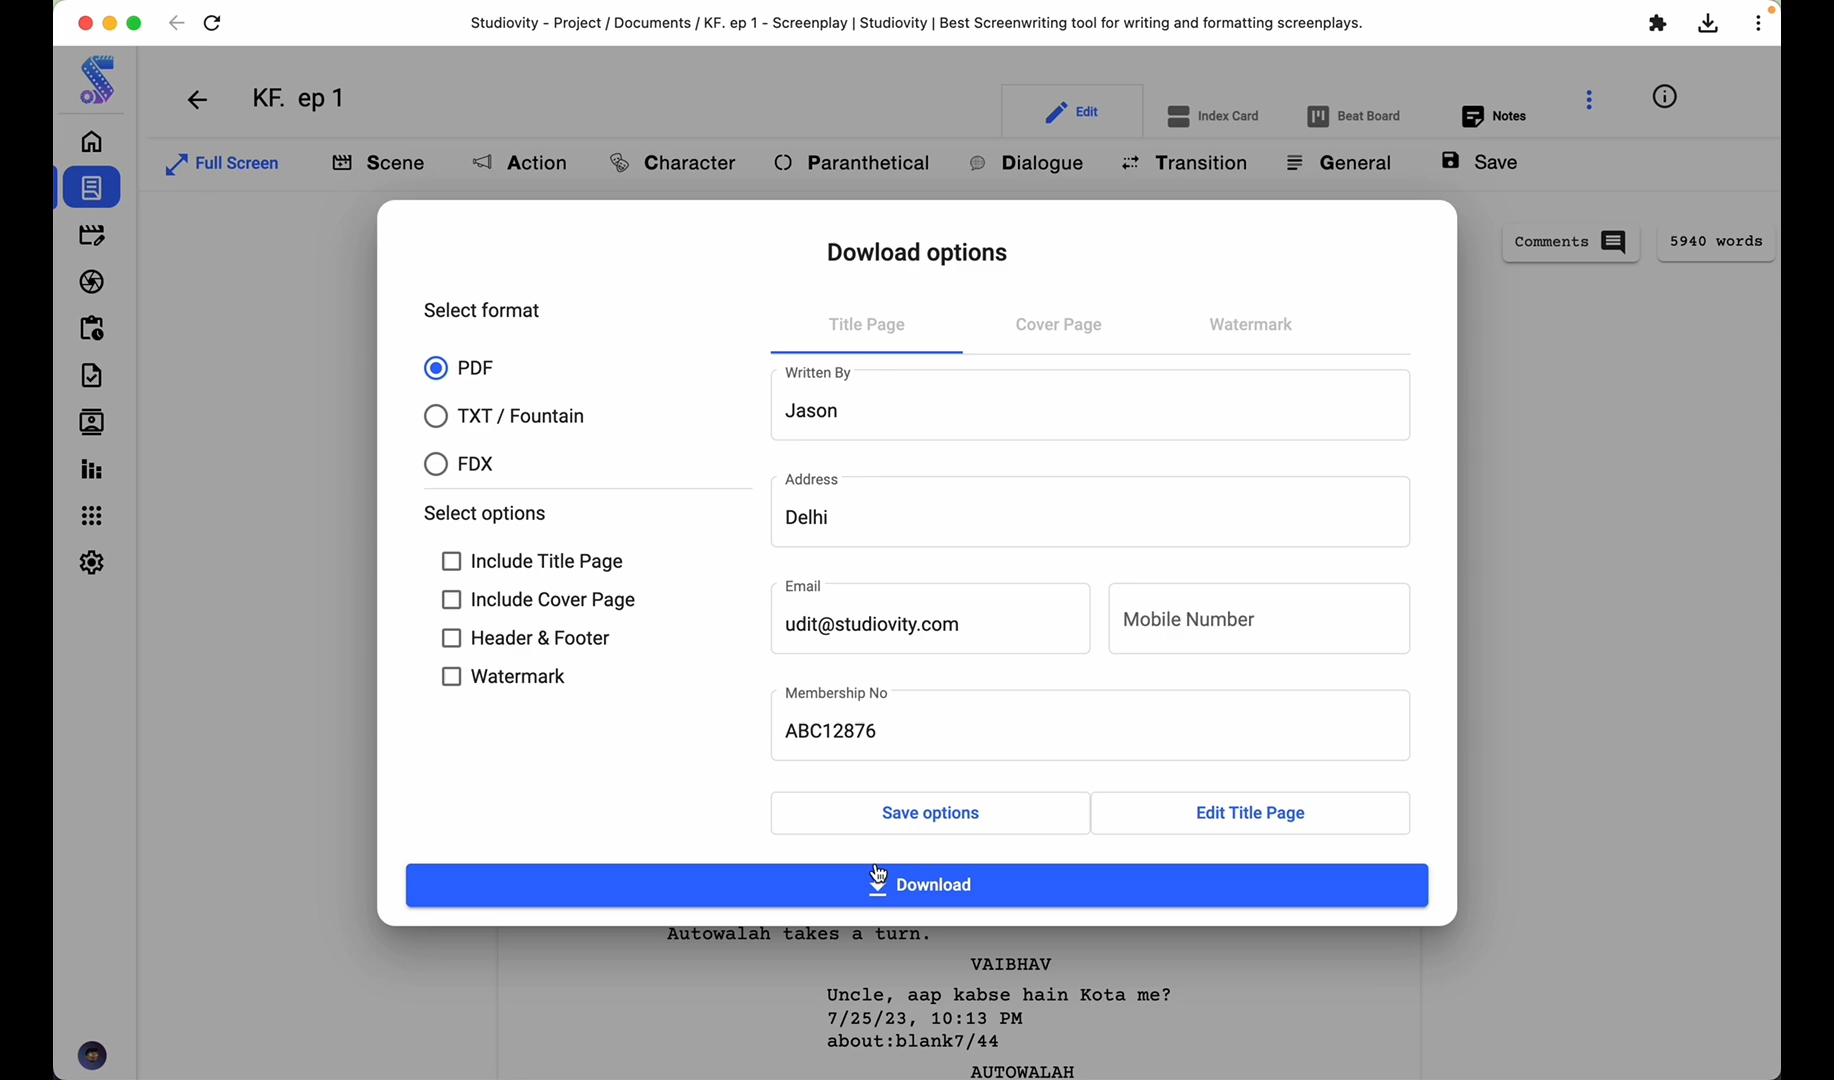 Studiovity - Project / Documents / KF. ep 1 - Screenplay | Studiovity | Best Screenwriting tool for writing and formatting screenplays.
KF.  ep 1
Edit
Index Card
Beat Board
Notes
Full Screen
Scene
Action
Character
Paranthetical
Dialogue
Transition
General
Save
Comments
5940 words
Dowload options
Select format
PDF
TXT / Fountain
FDX
Select options
Include Title Page
Include Cover Page
Header & Footer
Watermark
Title Page
Cover Page
Watermark
Written By
Jason
Address
Delhi
Email
udit@studiovity.com
Mobile Number
Membership No
ABC12876
Save options
Edit Title Page
Download
Autowalah takes a turn.
VAIBHAV
Uncle, aap kabse hain Kota me?
7/25/23, 10:13 PM
about:blank7/44
AUTOWALAH